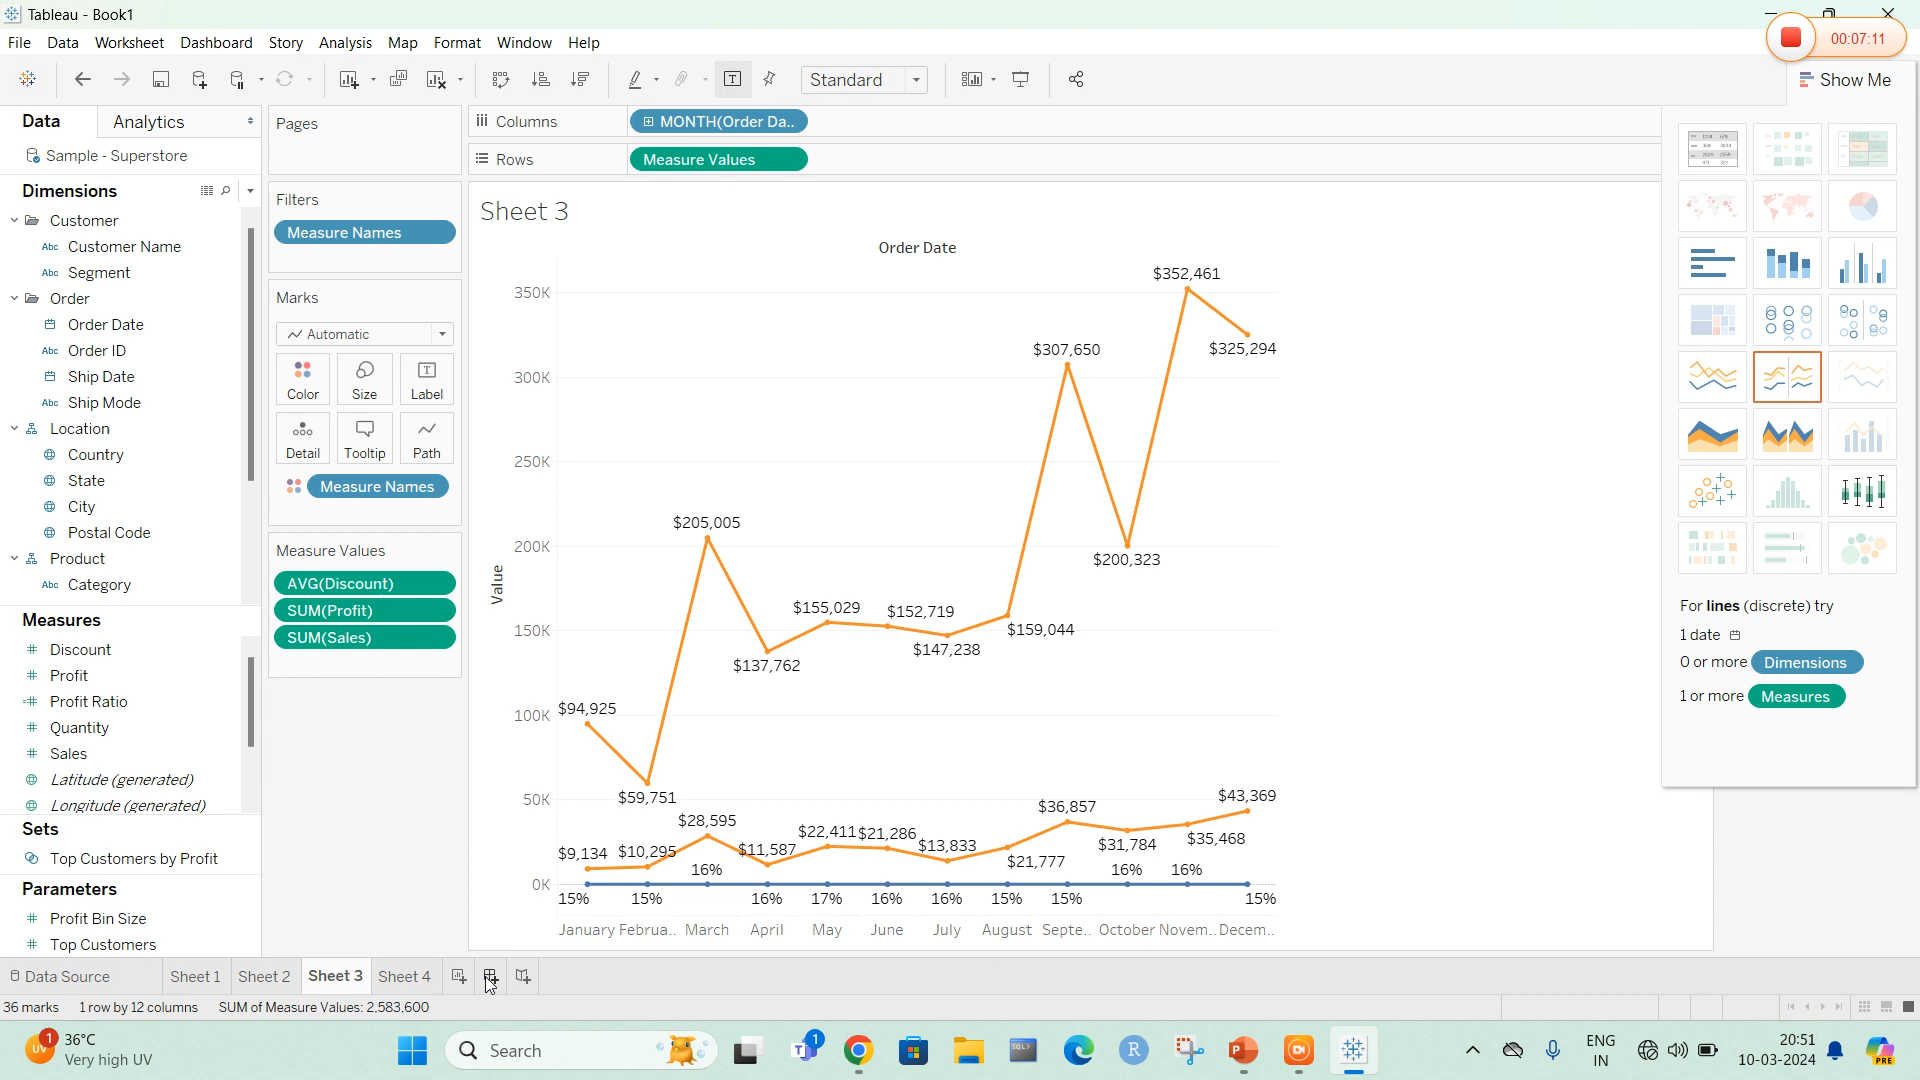 Tableau - Book1
00:07:11
File Data Worksheet Dashboard Story Analysis Map Format Window Help
Standard
Show Me
Data Analytics
Sample - Superstore
Dimensions
Customer
Abc Customer Name
Abc Segment
Order
Order Date
Abc Order ID
Ship Date
Abc Ship Mode
Location
Country
State
City
Postal Code
Product
Abc Category
Measures
# Discount
# Profit
=# Profit Ratio
# Quantity
# Sales
Latitude (generated)
Longitude (generated)
Sets
Top Customers by Profit
Parameters
# Profit Bin Size
# Top Customers
Pages
Filters
Measure Names
Marks
Automatic
Color Size Label
Detail Tooltip Path
Measure Names
Measure Values
AVG(Discount)
SUM(Profit)
SUM(Sales)
Columns MONTH(Order Da..
Rows Measure Values
Sheet 3
Order Date
Value
350K
300K
250K
200K
150K
100K
50K
0K
$352,461
$325,294
$307,650
$205,005
$200,323
$155,029 $152,719
$159,044
$147,238
$137,762
$94,925
$59,751
$43,369
$36,857
$28,595
$22,411 $21,286
$35,468
$31,784
$13,833
$11,587
$9,134 $10,295
$21,777
16% 16% 16%
15% 15% 16% 17% 16% 16% 15% 15% 15%
January Februa.. March April May June July August Septe.. October Novem.. Decem..
For lines (discrete) try
1 date
0 or more Dimensions
1 or more Measures
Data Source Sheet 1 Sheet 2 Sheet 3 Sheet 4
36 marks 1 row by 12 columns SUM of Measure Values: 2,583,600
1
UV
36°C
Very high UV
Search
1
SQL>
R
P
ENG
IN
20:51
10-03-2024
PRE